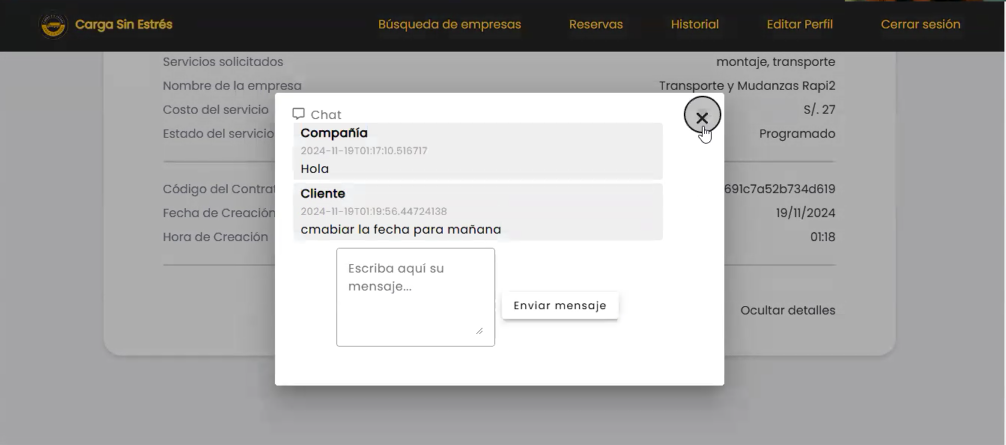 Carga Sin Estrés
Búsqueda de empresas
Reservas
Historial
Editar Perfil
Cerrar sesión
Servicios solicitados
montaje, transporte
Nombre de la empresa
Transporte y Mudanzas Rapi2
Costo del servicio
S/. 27
Estado del servicio
Programado
Chat
Compañía
2024-11-19T01:17:10.516717
Hola
Cliente
2024-11-19T01:19:56.44724138
cmabiar la fecha para mañana
Escriba aquí su
mensaje...
Enviar mensaje
Código del Contrat
691c7a52b734d619
Fecha de Creación
19/11/2024
Hora de Creación
01:18
Ocultar detalles